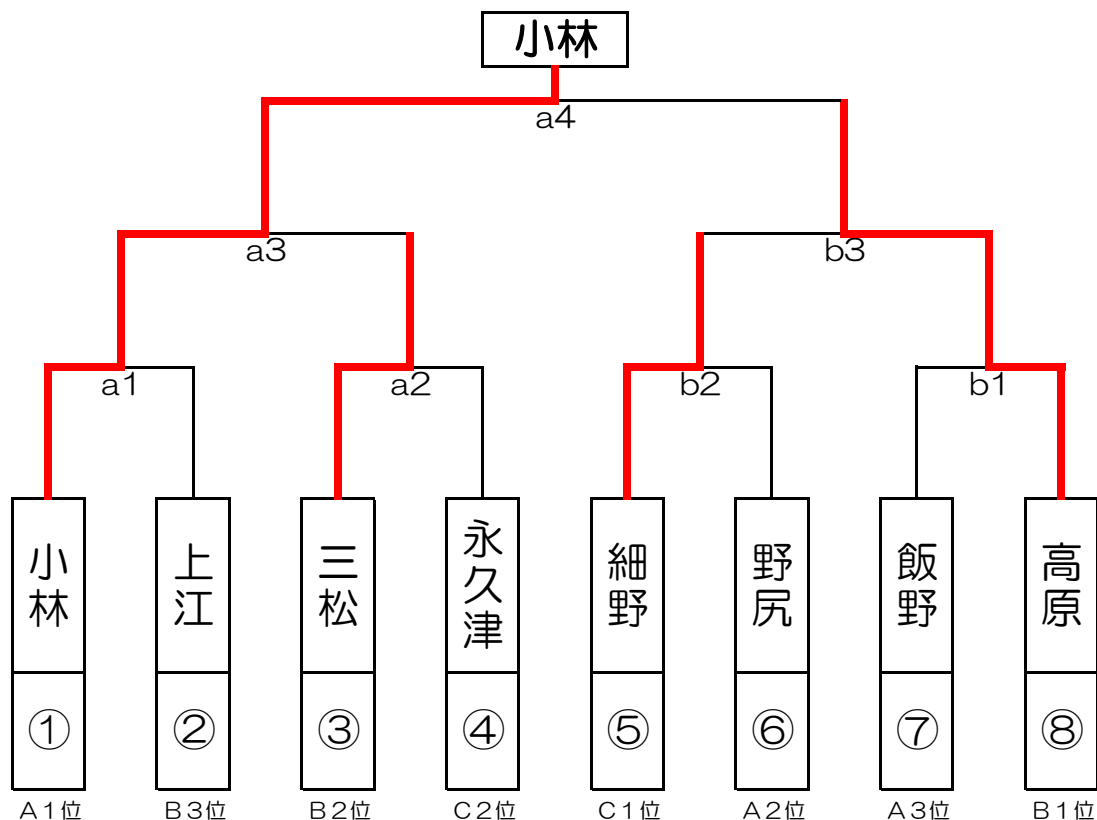 小林
a4
a3
b3
a1
a2
b2
b1
小林
上江
三松
永久津
細野
野尻
飯野
高原
①
②
③
④
⑤
⑥
⑦
⑧
A1位
B3位
B2位
C2位
C1位
A2位
A3位
B1位